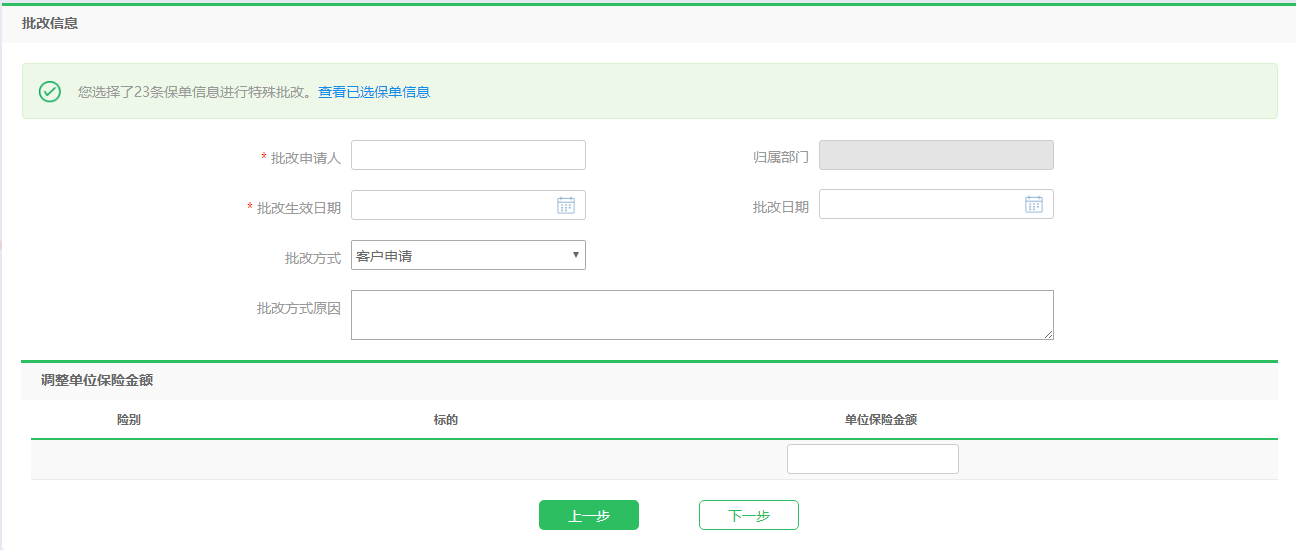 批改信息
您选择了23条保单信息进行特殊批改。查看已选保单信息
* 批改申请人 归属部门
* 批改生效日期 批改日期
批改方式 客户申请
批改方式原因
调整单位保险金额
险别 标的 单位保险金额
上一步 下一步